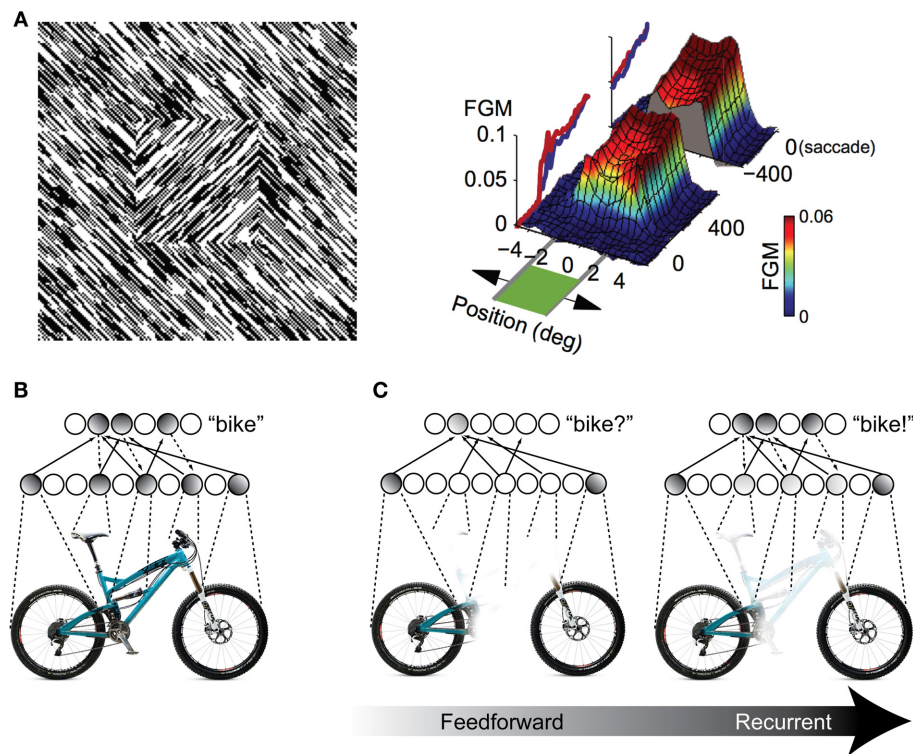 A
FGM
0.1
0.05
0
−4
−2
0
2
4
Position (deg)
0
400
−400
0 (saccade)
0.06
FGM
0
B
"bike"
C
"bike?"
"bike!"
Feedforward
Recurrent